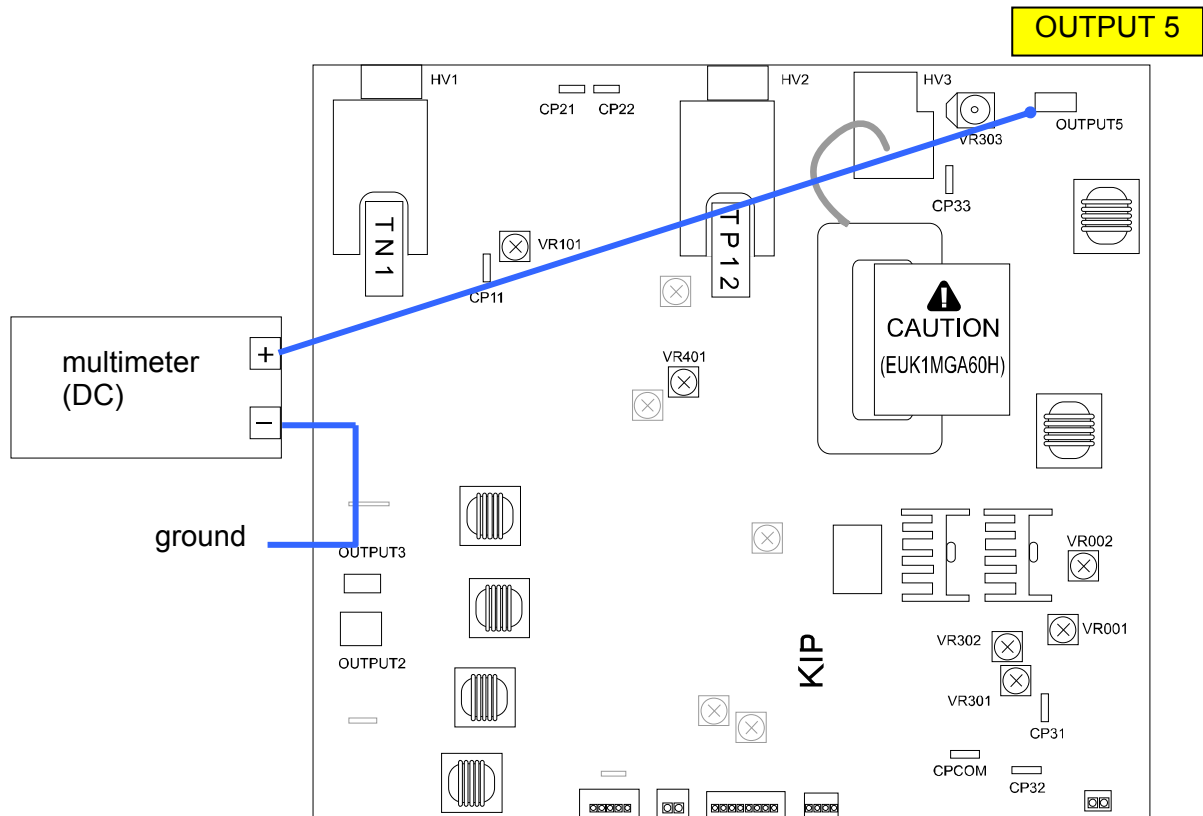 OUTPUT 5
HV1
HV2
HV3
CP21
CP22
OUTPUT5
VR303
CP33
TN1
TP12
VR101
CP11
CAUTION
(EUK1MGA60H)
multimeter
(DC)
+
−
VR401
ground
OUTPUT3
OUTPUT2
VR002
VR001
VR302
VR301
KIP
CP31
CPCOM
CP32